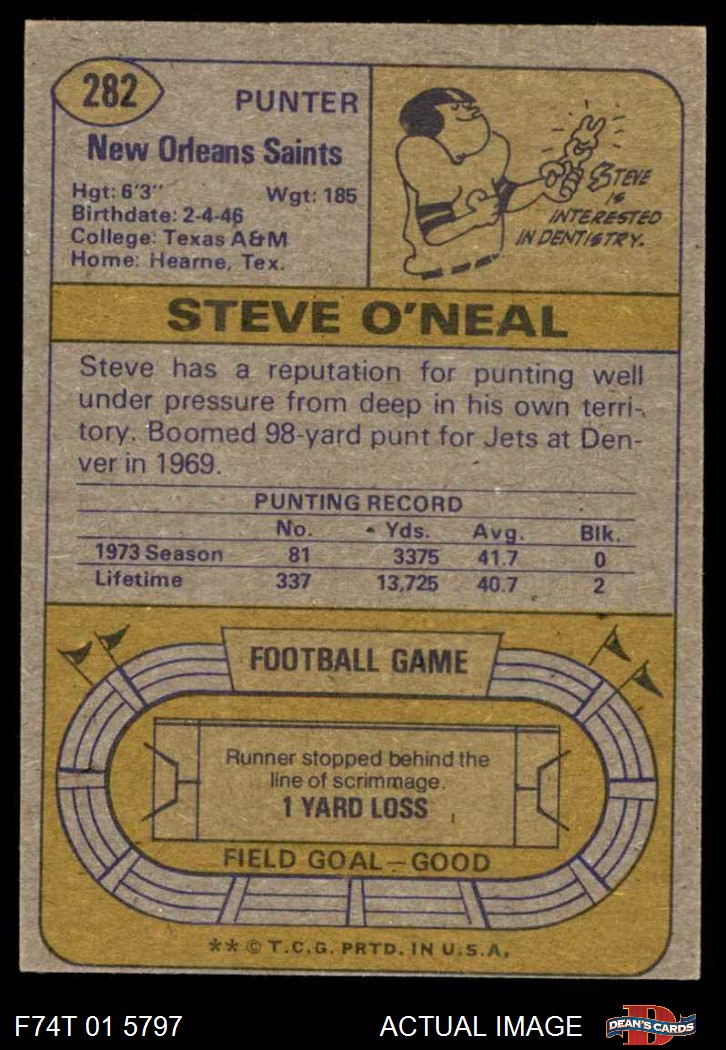 282
PUNTER
New Orleans Saints
Hgt: 6'3" Wgt: 185
Birthdate: 2-4-46
College: Texas A&M
Home: Hearne, Tex.
STEVE
IS
INTERESTED
IN DENTISTRY.
STEVE O'NEAL
Steve has a reputation for punting well
under pressure from deep in his own terri-
tory. Boomed 98-yard punt for Jets at Den-
ver in 1969.
PUNTING RECORD
No. Yds. Avg. Blk.
1973 Season 81 3375 41.7 0
Lifetime 337 13,725 40.7 2
FOOTBALL GAME
Runner stopped behind the
line of scrimmage.
1 YARD LOSS
FIELD GOAL—GOOD
** © T.C.G. PRTD. IN U.S.A.
F74T 01 5797 ACTUAL IMAGE D DEAN'S CARDS